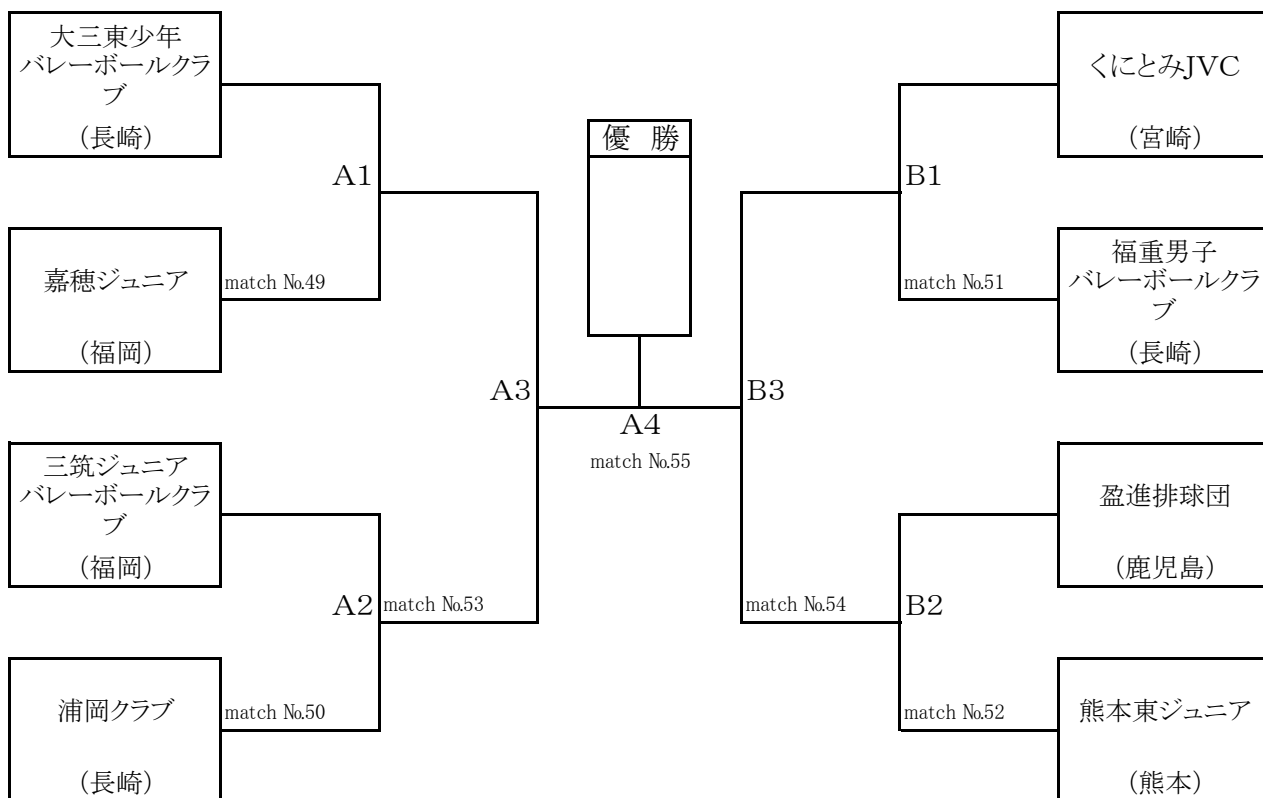 大三東少年
バレーボールクラ
ブ
(長崎)
A1
嘉穂ジュニア
(福岡)
match №49
三筑ジュニア
バレーボールクラ
ブ
(福岡)
A2
match №53
浦岡クラブ
(長崎)
match №50
A3
優 勝
A4
match №55
B3
くにとみJVC
(宮崎)
B1
match №51
福重男子
バレーボールクラ
ブ
(長崎)
盈進排球団
(鹿児島)
match №54
B2
match №52
熊本東ジュニア
(熊本)